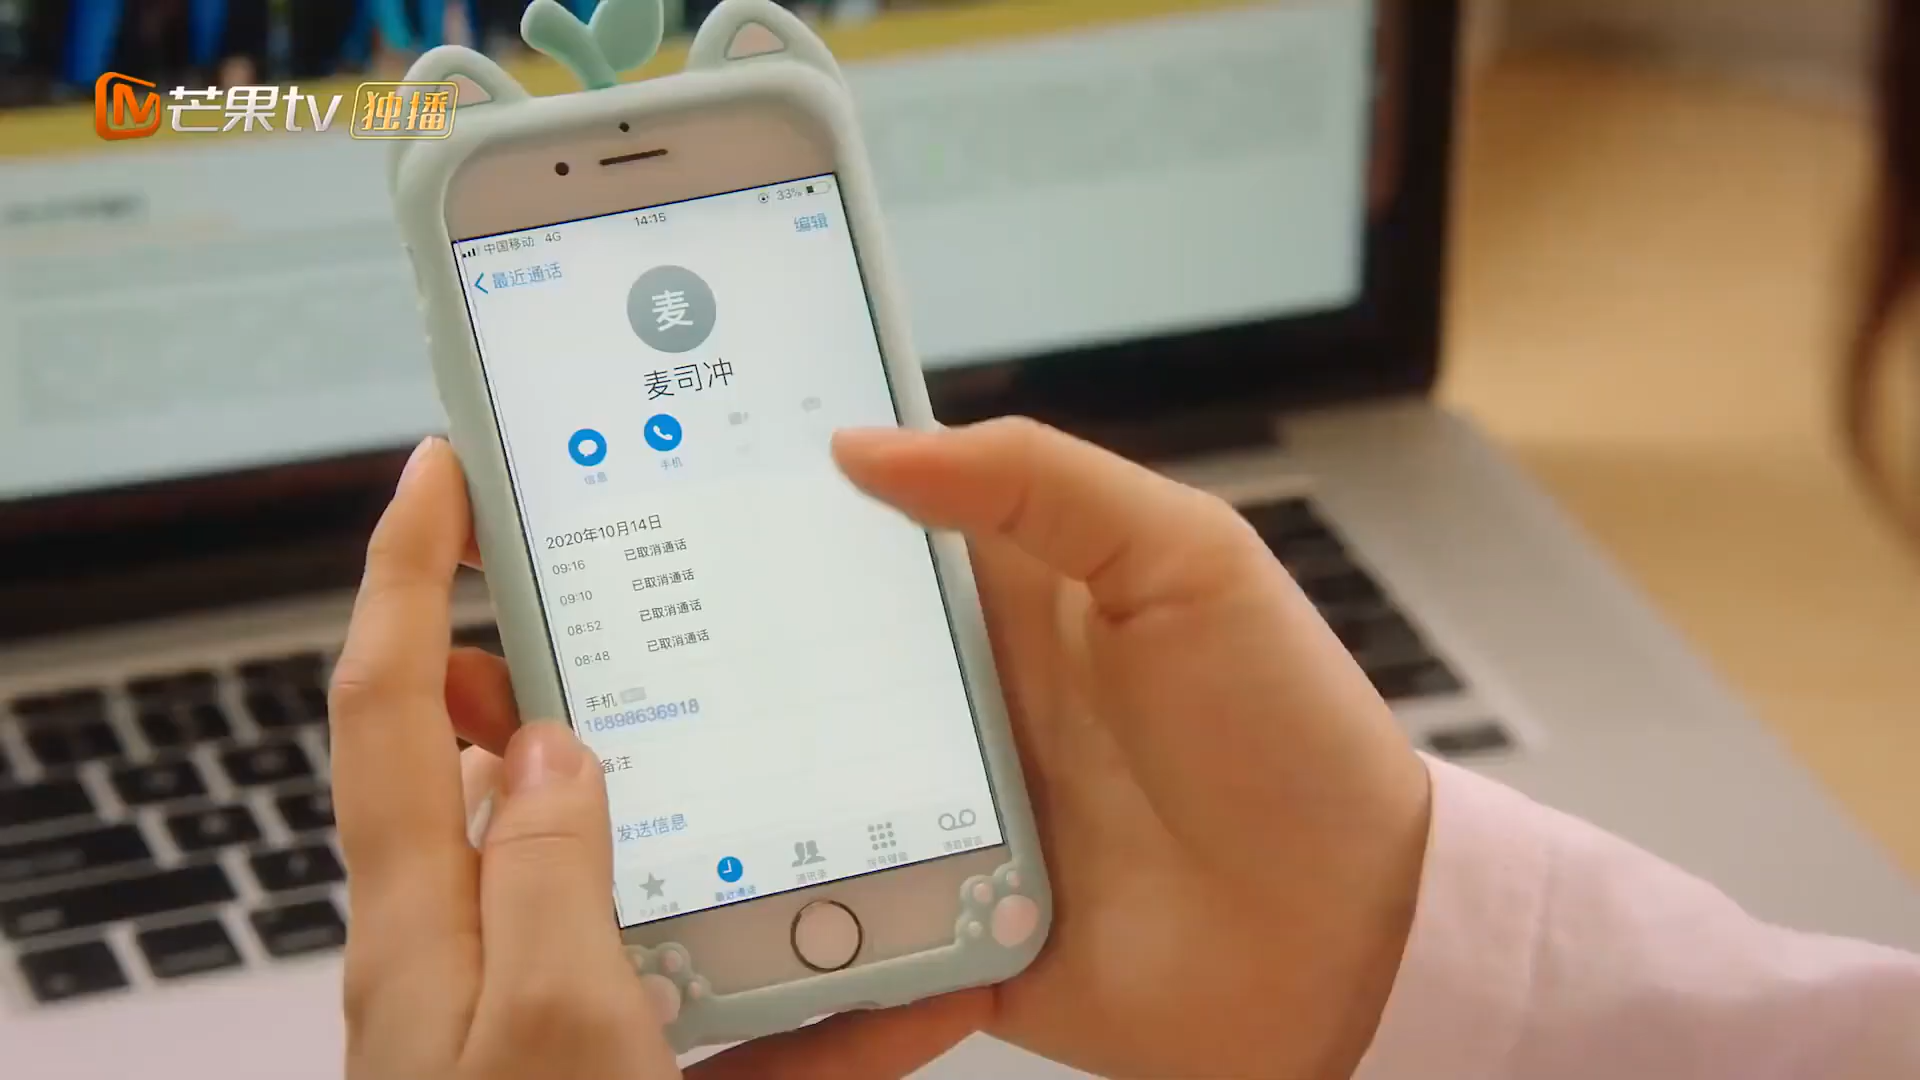 芒果tv 独播
中国移动 4G 14:15 33%
最近通话 编辑
麦
麦司冲
信息 手机
2020年10月14日
09:16 已取消通话
09:10 已取消通话
08:52 已取消通话
08:48 已取消通话
手机
16898636918
备注
发送信息
最近通话